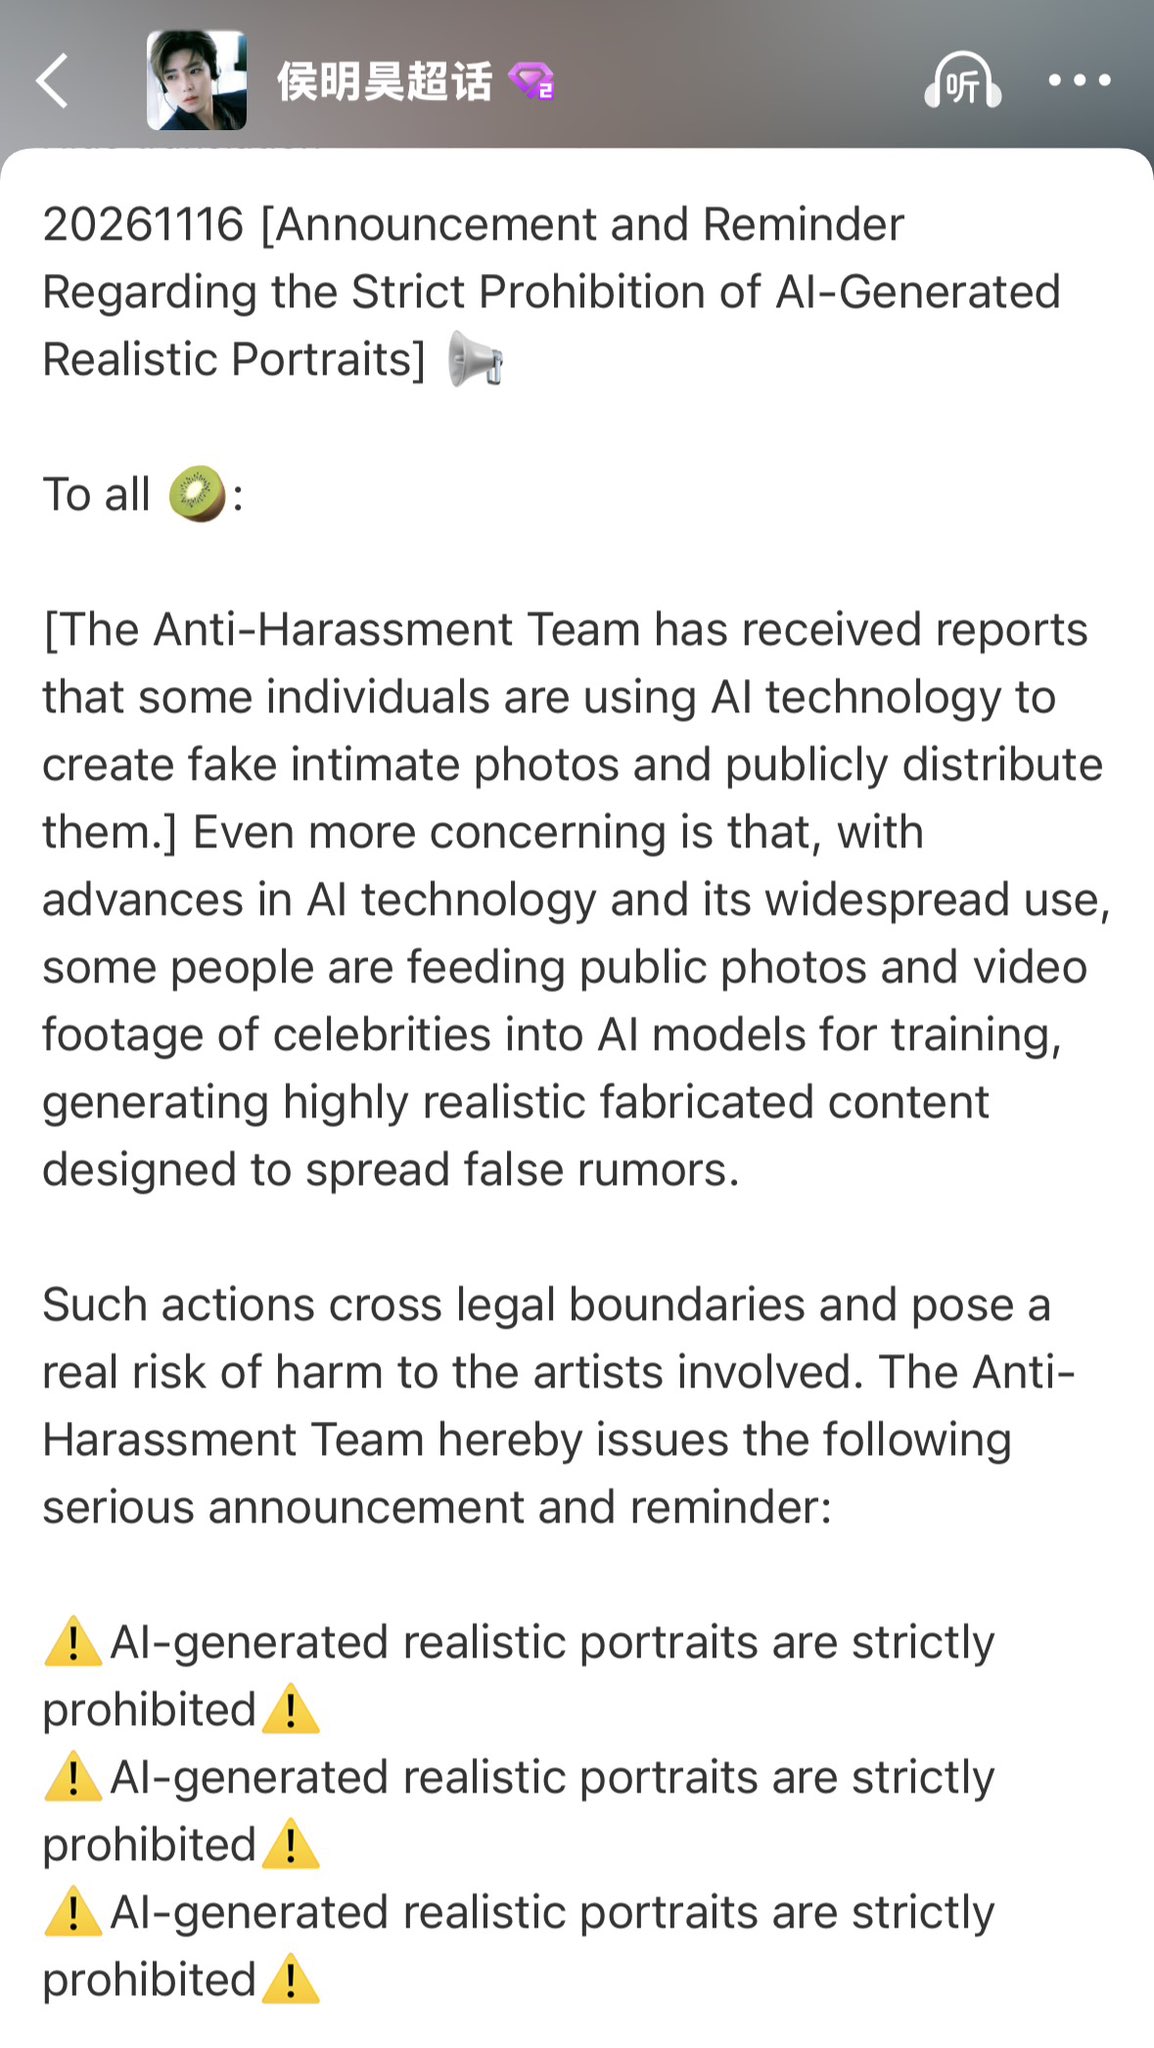 侯明昊超话
2
听
20261116 [Announcement and Reminder
Regarding the Strict Prohibition of AI-Generated
Realistic Portraits] 📢
To all 🥝:
[The Anti-Harassment Team has received reports
that some individuals are using AI technology to
create fake intimate photos and publicly distribute
them.] Even more concerning is that, with
advances in AI technology and its widespread use,
some people are feeding public photos and video
footage of celebrities into AI models for training,
generating highly realistic fabricated content
designed to spread false rumors.
Such actions cross legal boundaries and pose a
real risk of harm to the artists involved. The Anti-
Harassment Team hereby issues the following
serious announcement and reminder:
⚠️AI-generated realistic portraits are strictly
prohibited⚠️
⚠️AI-generated realistic portraits are strictly
prohibited⚠️
⚠️AI-generated realistic portraits are strictly
prohibited⚠️